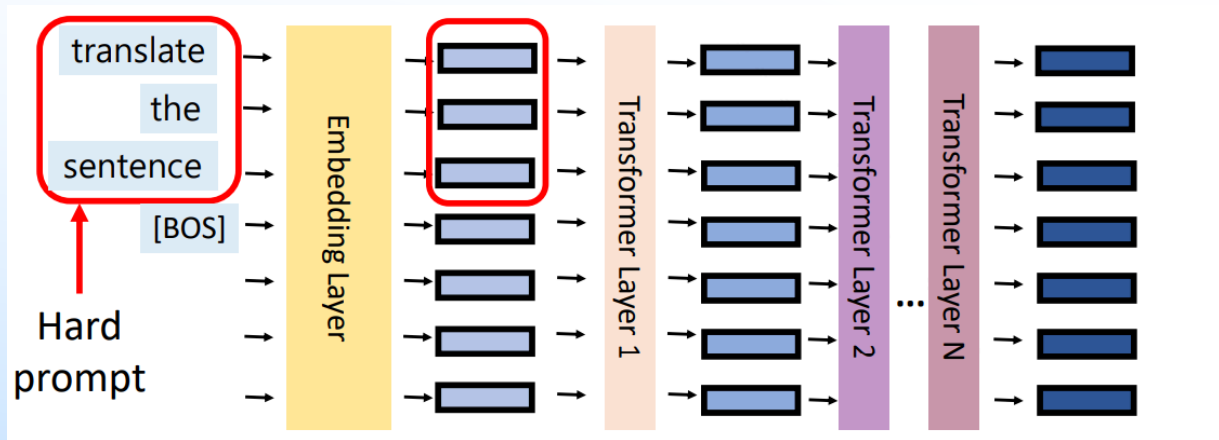 translate
the
sentence
[BOS]
Hard
prompt
Embedding Layer
Transformer Layer 1
Transformer Layer 2
...
Transformer Layer N